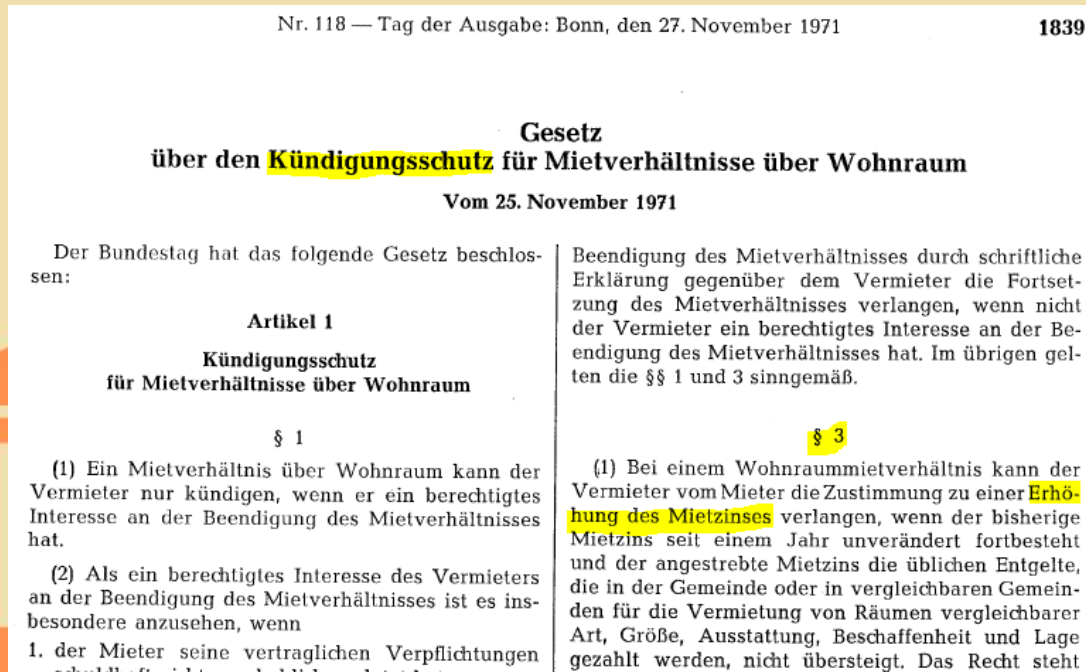 Nr. 118 — Tag der Ausgabe: Bonn, den 27. November 1971
1839
Gesetz
über den Kündigungsschutz für Mietverhältnisse über Wohnraum
Vom 25. November 1971
Der Bundestag hat das folgende Gesetz beschlos-
sen:
Artikel 1
Kündigungsschutz
für Mietverhältnisse über Wohnraum
§ 1
(1) Ein Mietverhältnis über Wohnraum kann der
Vermieter nur kündigen, wenn er ein berechtigtes
Interesse an der Beendigung des Mietverhältnisses
hat.
(2) Als ein berechtigtes Interesse des Vermieters
an der Beendigung des Mietverhältnisses ist es ins-
besondere anzusehen, wenn
1. der Mieter seine vertraglichen Verpflichtungen
Beendigung des Mietverhältnisses durch schriftliche
Erklärung gegenüber dem Vermieter die Fortset-
zung des Mietverhältnisses verlangen, wenn nicht
der Vermieter ein berechtigtes Interesse an der Be-
endigung des Mietverhältnisses hat. Im übrigen gel-
ten die §§ 1 und 3 sinngemäß.
§ 3
(1) Bei einem Wohnraummietverhältnis kann der
Vermieter vom Mieter die Zustimmung zu einer Erhö-
hung des Mietzinses verlangen, wenn der bisherige
Mietzins seit einem Jahr unverändert fortbesteht
und der angestrebte Mietzins die üblichen Entgelte,
die in der Gemeinde oder in vergleichbaren Gemein-
den für die Vermietung von Räumen vergleichbarer
Art, Größe, Ausstattung, Beschaffenheit und Lage
gezahlt werden, nicht übersteigt. Das Recht steht